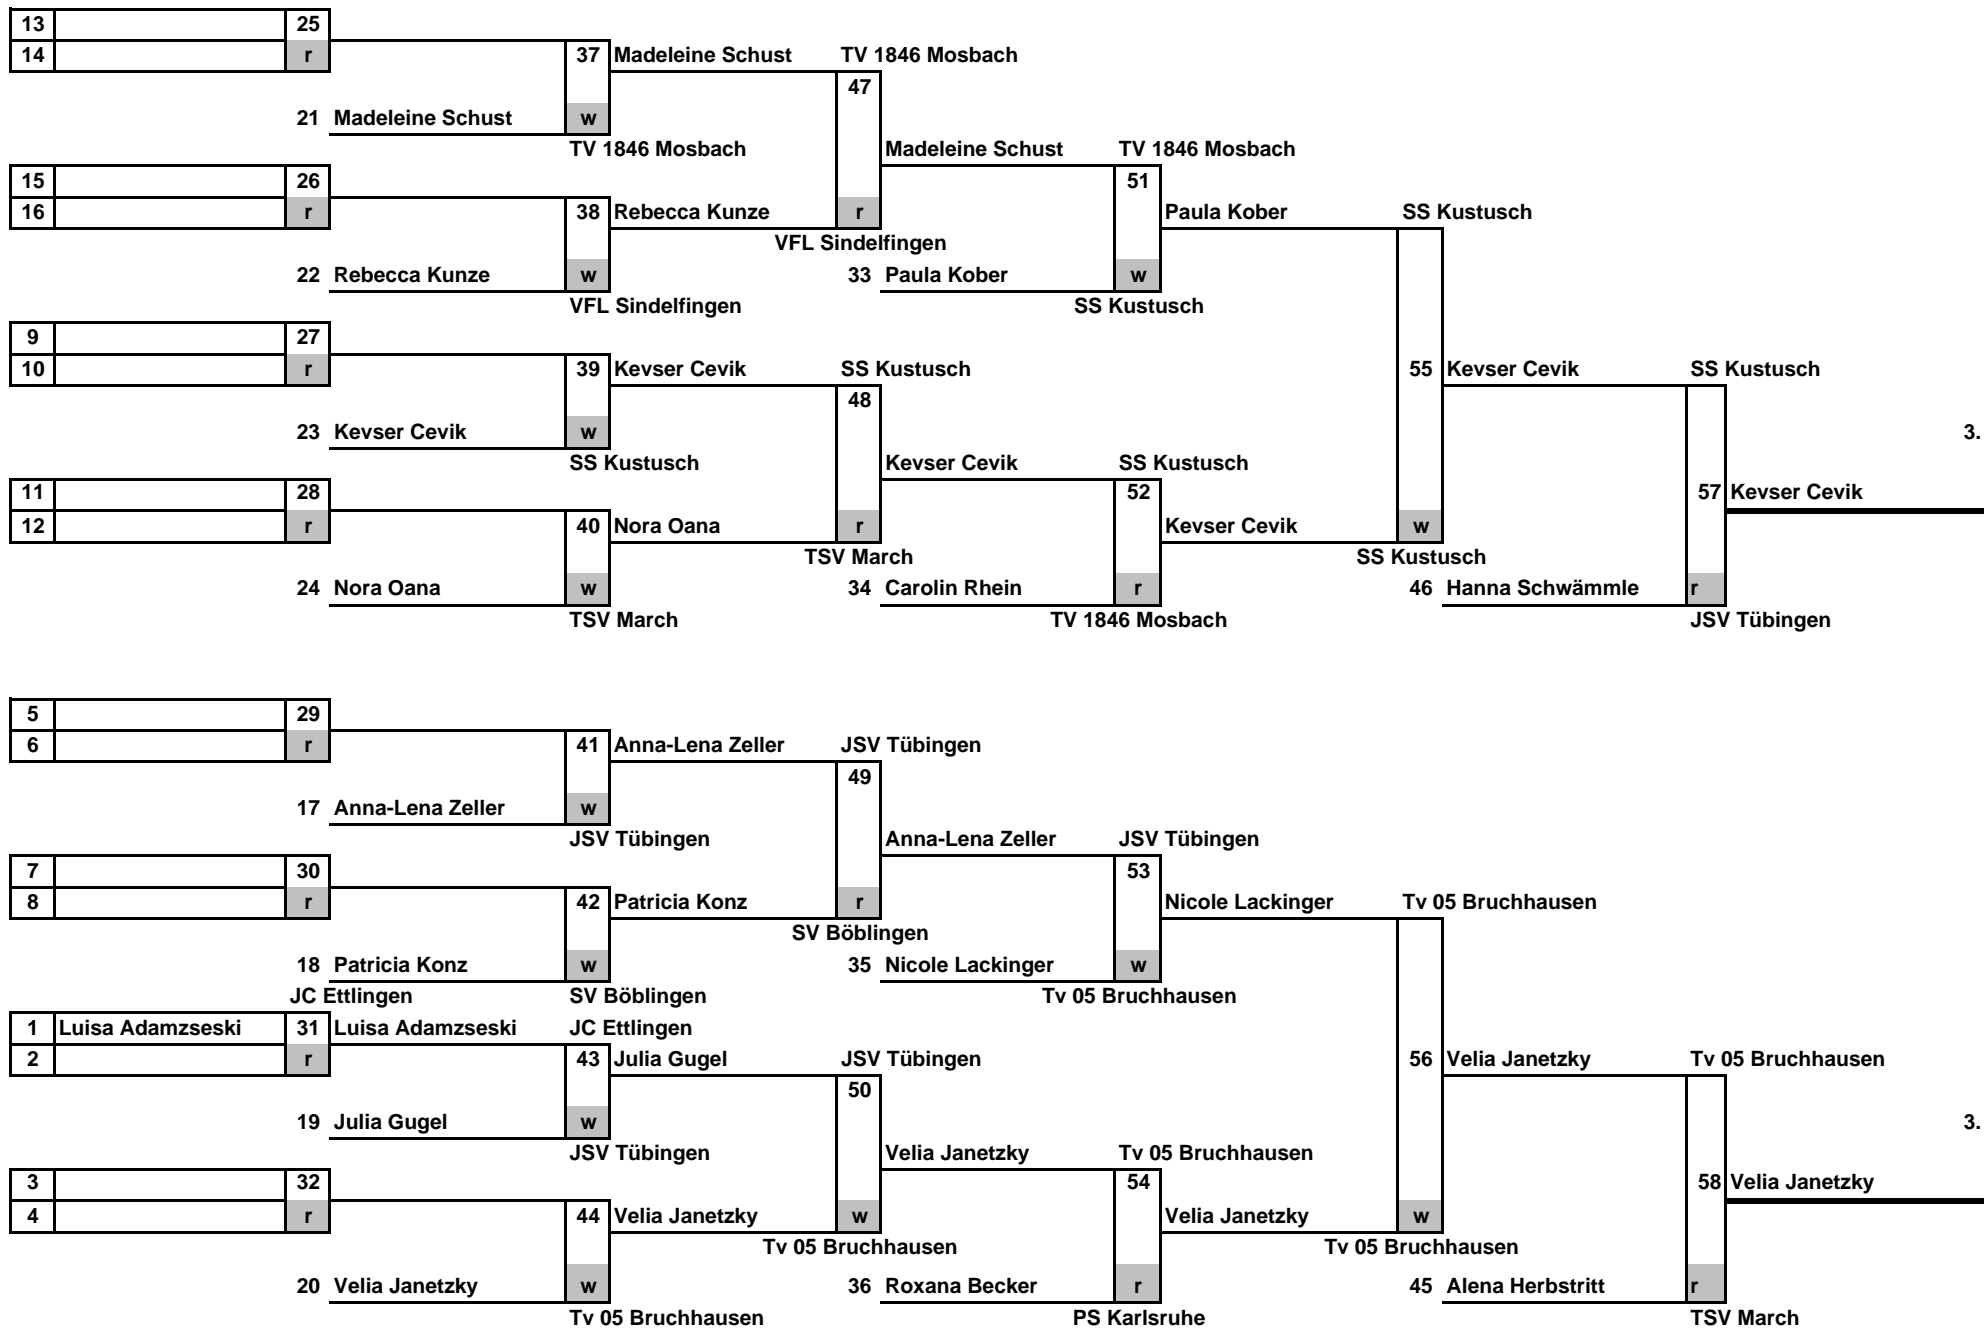 13 25
14 r 37 Madeleine Schust TV 1846 Mosbach
47
21 Madeleine Schust w
TV 1846 Mosbach Madeleine Schust TV 1846 Mosbach
15 26 51
16 r 38 Rebecca Kunze r Paula Kober SS Kustusch
VFL Sindelfingen
22 Rebecca Kunze w 33 Paula Kober w
VFL Sindelfingen SS Kustusch
9 27
10 r 39 Kevser Cevik SS Kustusch 55 Kevser Cevik SS Kustusch
48
23 Kevser Cevik w 3.
SS Kustusch Kevser Cevik SS Kustusch
11 28 52 57 Kevser Cevik
12 r 40 Nora Oana r Kevser Cevik w
TSV March SS Kustusch
24 Nora Oana w 34 Carolin Rhein r 46 Hanna Schwämmle r
TSV March TV 1846 Mosbach JSV Tübingen
5 29
6 r 41 Anna-Lena Zeller JSV Tübingen
49
17 Anna-Lena Zeller w
JSV Tübingen Anna-Lena Zeller JSV Tübingen
7 30 53
8 r 42 Patricia Konz r Nicole Lackinger Tv 05 Bruchhausen
SV Böblingen
18 Patricia Konz w 35 Nicole Lackinger w
JC Ettlingen SV Böblingen Tv 05 Bruchhausen
1 Luisa Adamzseski 31 Luisa Adamzseski JC Ettlingen
2 r 43 Julia Gugel JSV Tübingen 56 Velia Janetzky Tv 05 Bruchhausen
50
19 Julia Gugel w 3.
JSV Tübingen Velia Janetzky Tv 05 Bruchhausen
3 32 54 58 Velia Janetzky
4 r 44 Velia Janetzky w Velia Janetzky w
Tv 05 Bruchhausen Tv 05 Bruchhausen
20 Velia Janetzky w 36 Roxana Becker r 45 Alena Herbstritt r
Tv 05 Bruchhausen PS Karlsruhe TSV March